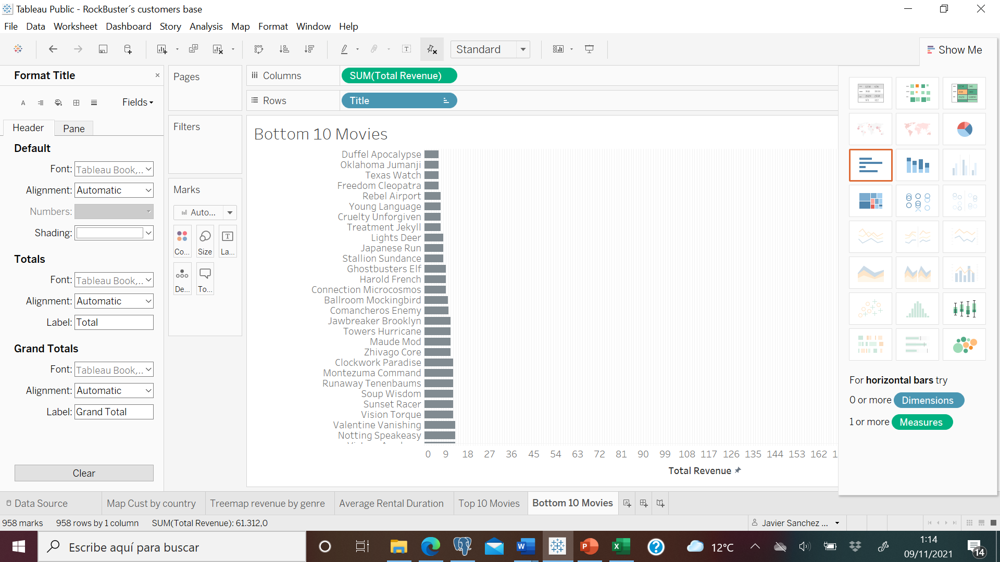 Tableau Public - RockBuster´s customers base
File Data Worksheet Dashboard Story Analysis Map Format Window Help
Standard
Show Me
Format Title
Fields
Header Pane
Default
Font: Tableau Book,...
Alignment: Automatic
Numbers:
Shading:
Totals
Font: Tableau Book,...
Alignment: Automatic
Label: Total
Grand Totals
Font: Tableau Book,...
Alignment: Automatic
Label: Grand Total
Clear
Pages
Filters
Marks
Auto...
Co... Size La...
De... To...
Columns SUM(Total Revenue)
Rows Title
Bottom 10 Movies
Duffel Apocalypse
Oklahoma Jumanji
Texas Watch
Freedom Cleopatra
Rebel Airport
Young Language
Cruelty Unforgiven
Treatment Jekyll
Lights Deer
Japanese Run
Stallion Sundance
Ghostbusters Elf
Harold French
Connection Microcosmos
Ballroom Mockingbird
Comancheros Enemy
Jawbreaker Brooklyn
Towers Hurricane
Maude Mod
Zhivago Core
Clockwork Paradise
Montezuma Command
Runaway Tenenbaums
Soup Wisdom
Sunset Racer
Vision Torque
Valentine Vanishing
Notting Speakeasy
0 9 18 27 36 45 54 63 72 81 90 99 108 117 126 135 144 153 162
Total Revenue
For horizontal bars try
0 or more Dimensions
1 or more Measures
Data Source Map Cust by country Treemap revenue by genre Average Rental Duration Top 10 Movies Bottom 10 Movies
958 marks 958 rows by 1 column SUM(Total Revenue): 61.312,0
Javier Sanchez ...
Escribe aquí para buscar
12°C
1:14
09/11/2021
14